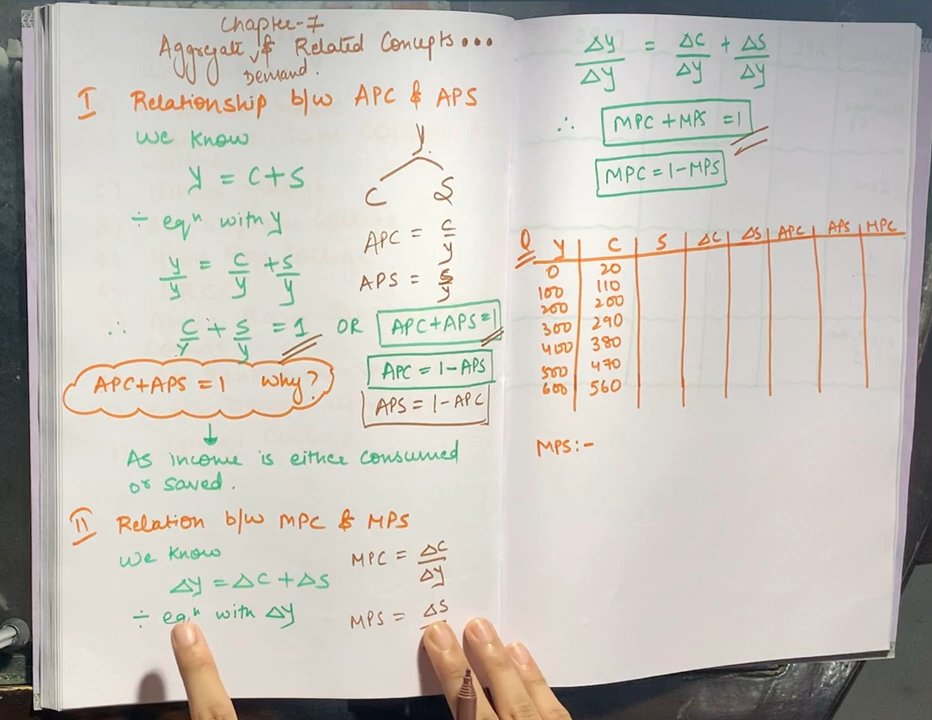 Chapter-7
Aggregate & Related Concepts...
Demand.
I Relationship b/w APC & APS
we know
y = C+S
÷ eqⁿ with y
y/y = C/y + S/y
∴ C/y + S/y = 1 OR APC+APS=1
y
C S
APC = C/y
APS = S/y
APC = 1-APS
APS = 1-APC
APC+APS = 1 why?
As income is either consumed
or saved.
II Relation b/w MPC & MPS
we know
Δy = ΔC + ΔS
÷ eqⁿ with Δy
MPC = ΔC/Δy
MPS = ΔS
Δy/Δy = ΔC/Δy + ΔS/Δy
∴ MPC + MPS = 1
MPC = 1-MPS
Q Y C S ΔC ΔS APC APS MPC
0 20
100 110
200 200
300 290
400 380
500 470
600 560
MPS:-